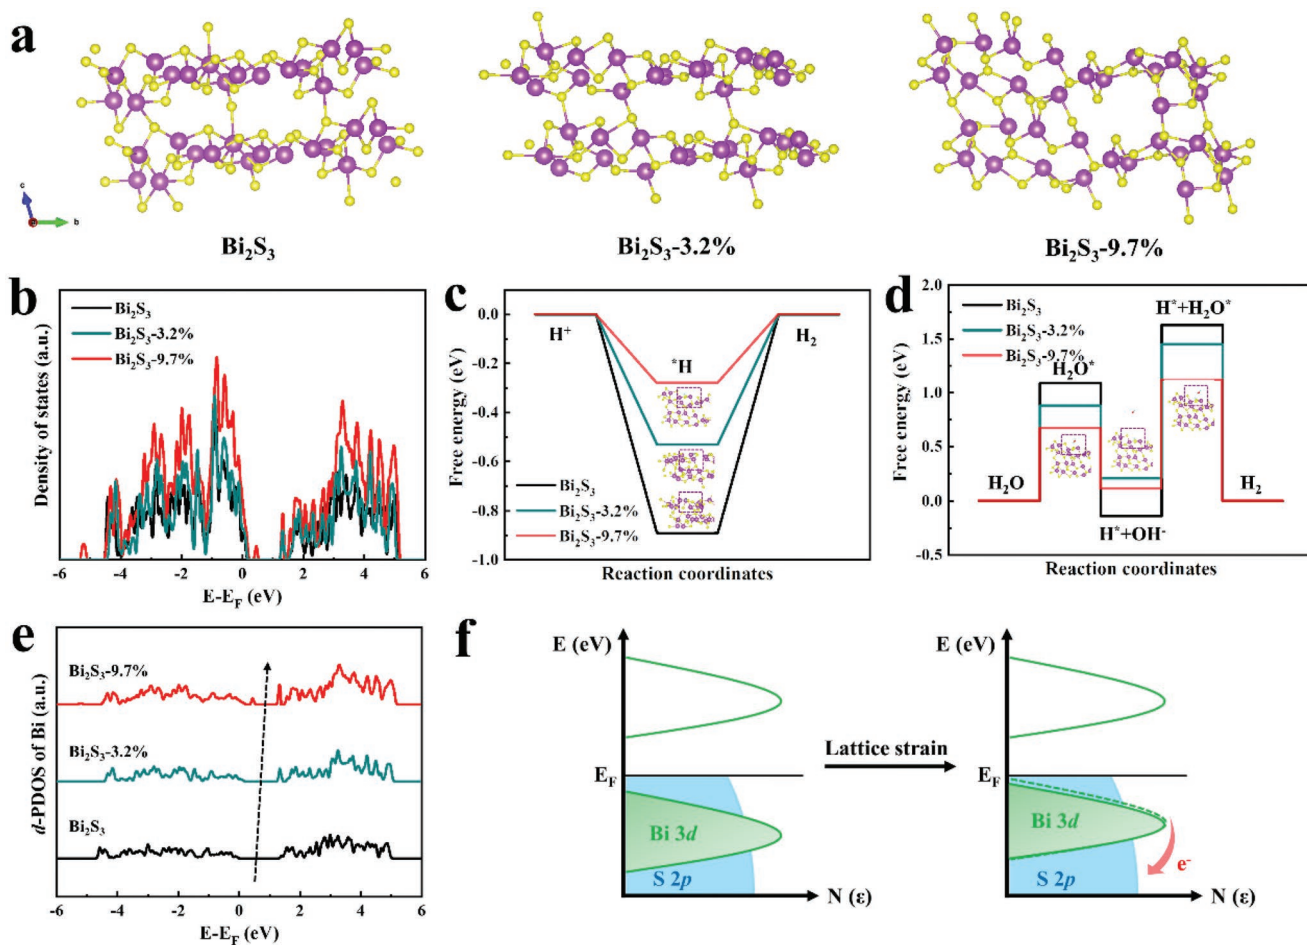 a
c
b
Bi₂S₃
Bi₂S₃-3.2%
Bi₂S₃-9.7%
b
Bi₂S₃
Bi₂S₃-3.2%
Bi₂S₃-9.7%
Density of states (a.u.)
-6 -4 -2 0 2 4 6
E-E_F (eV)
c
0.0
-0.2
-0.4
-0.6
-0.8
-1.0
Free energy (eV)
H⁺
*H
H₂
Bi₂S₃
Bi₂S₃-3.2%
Bi₂S₃-9.7%
Reaction coordinates
d
2.0
1.5
1.0
0.5
0.0
-0.5
Free energy (eV)
Bi₂S₃
Bi₂S₃-3.2%
Bi₂S₃-9.7%
H*+H₂O*
H₂O*
H₂O
H*+OH⁻
H₂
Reaction coordinates
e
d-PDOS of Bi (a.u.)
Bi₂S₃-9.7%
Bi₂S₃-3.2%
Bi₂S₃
-6 -4 -2 0 2 4 6
E-E_F (eV)
f
E (eV)
E_F
Bi 3d
S 2p
N (ε)
Lattice strain
E (eV)
E_F
Bi 3d
S 2p
e⁻
N (ε)